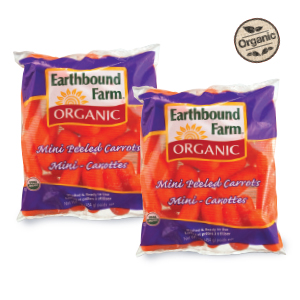 Organic
Earthbound
Farm
ORGANIC
Mini Peeled Carrots
Mini - Carottes
Earthbound
Farm
ORGANIC
Mini Peeled Carrots
Mini - Carottes